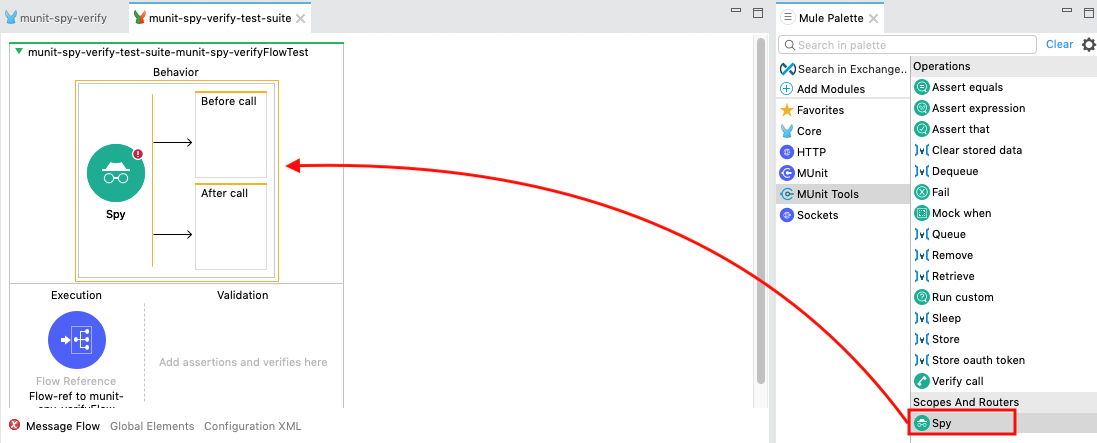 munit-spy-verify
munit-spy-verify-test-suite
munit-spy-verify-test-suite-munit-spy-verifyFlowTest
Behavior
Before call
After call
Spy
Execution
Validation
Flow Reference
Flow-ref to munit-
spy-verifyFlow
Add assertions and verifies here
Message Flow
Global Elements
Configuration XML
Mule Palette
Search in palette
Clear
Search in Exchange..
Add Modules
Favorites
Core
HTTP
MUnit
MUnit Tools
Sockets
Operations
Assert equals
Assert expression
Assert that
Clear stored data
Dequeue
Fail
Mock when
Queue
Remove
Retrieve
Run custom
Sleep
Store
Store oauth token
Verify call
Scopes And Routers
Spy